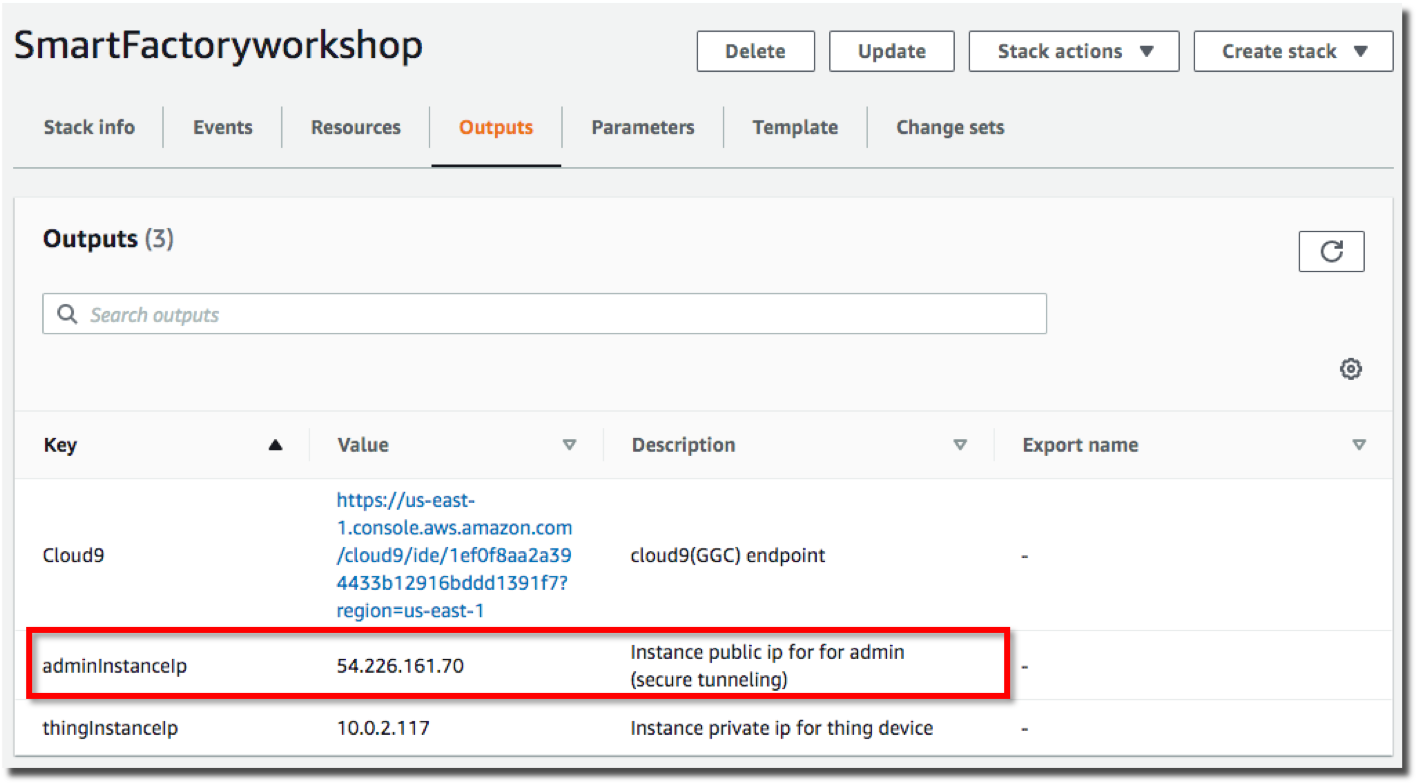 SmartFactoryworkshop
Delete
Update
Stack actions
Create stack
Stack info
Events
Resources
Outputs
Parameters
Template
Change sets
Outputs (3)
Search outputs
Key
Value
Description
Export name
Cloud9
https://us-east-
1.console.aws.amazon.com
/cloud9/ide/1ef0f8aa2a39
4433b12916bddd1391f7?
region=us-east-1
cloud9(GGC) endpoint
-
adminInstanceIp
54.226.161.70
Instance public ip for for admin
(secure tunneling)
-
thingInstanceIp
10.0.2.117
Instance private ip for thing device
-